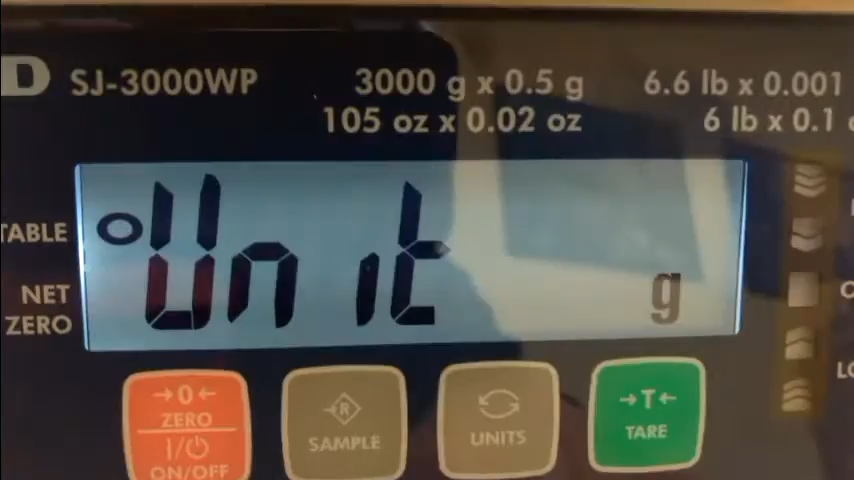 D SJ-3000WP 3000 g x 0.5 g 6.6 lb x 0.001
105 oz x 0.02 oz 6 lb x 0.1
TABLE
Unit g
NET
ZERO
→0← ZERO
I/⏻ ON/OFF
R SAMPLE
UNITS
→T← TARE